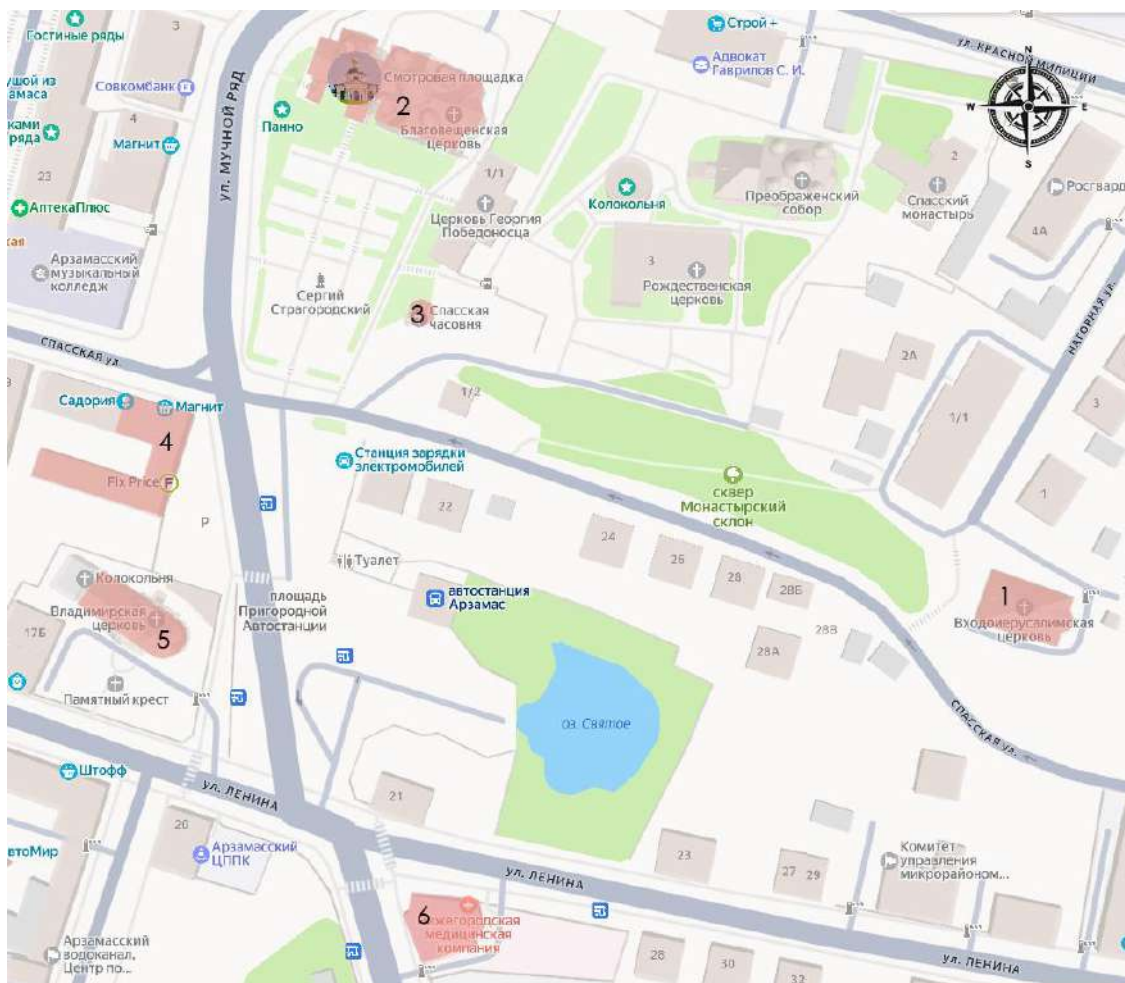 Гостиные ряды
3
Строй +
ул. КРАСНОЙ МИЛИЦИИ
Адвокат
Гаврилов С. И.
N
W
E
S
ушой из
амаса
Совкомбанк
Смотровая площадка
2
Благовещенская
церковь
Панно
ул. МУЧНОЙ РЯД
ками
ряда
4
Магнит
23
АптекаПлюс
кая
Арзамасский
музыкальный
колледж
1/1
Церковь Георгия
Победоносца
Колокольня
Преображенский
собор
2
Спасский
монастырь
Росгвард
4А
3
Рождественская
церковь
Сергий
Страгородский
3
Спасская
часовня
НАГОРНАЯ УЛ.
СПАССКАЯ УЛ.
Садория
Магнит
4
Fix Price
P
1/2
2А
1/1
3
1
Станция зарядки
электромобилей
22
24
26
28
28Б
28А
28В
сквер
Монастырский
склон
Туалет
автостанция
Арзамас
площадь
Пригородной
Автостанции
Колокольня
Владимирская
церковь
5
17Б
Памятный крест
1
Входоиерусалимская
церковь
оз. Святое
СПАССКАЯ УЛ.
Штофф
ул. ЛЕНИНА
21
26
Арзамасский
ЦППК
втоМир
ул. ЛЕНИНА
23
27
29
Комитет
управления
микрорайоном...
6
жегородская
медицинская
компания
Арзамасский
водоканал,
Центр по...
28
30
32
ул. ЛЕНИНА